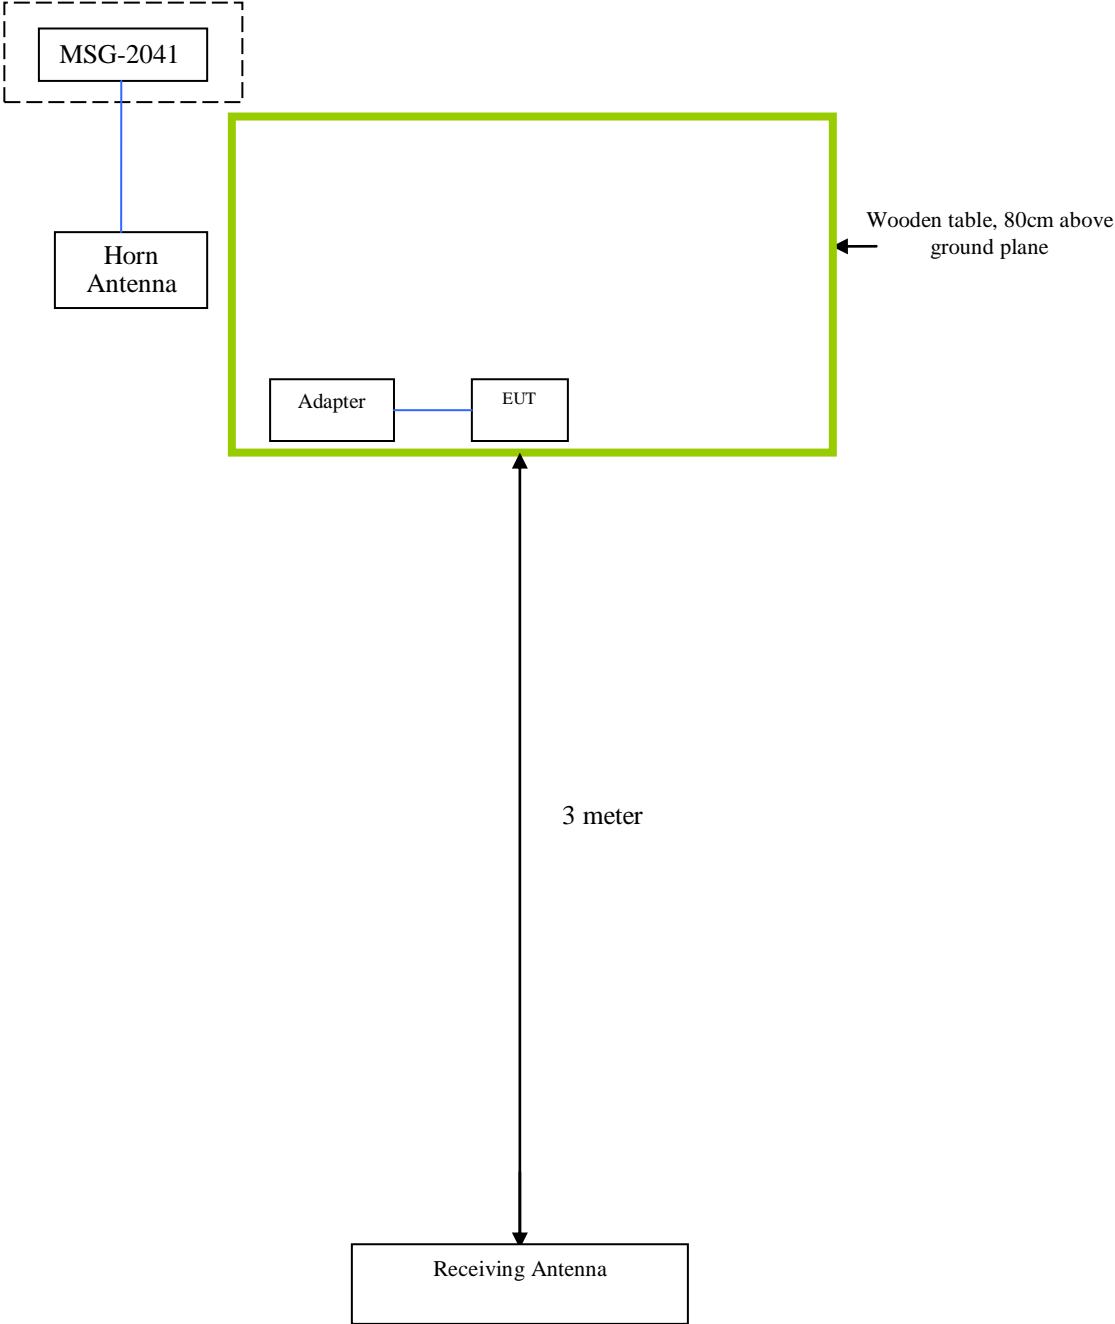 MSG-2041
Horn
Antenna
Wooden table, 80cm above
ground plane
Adapter
EUT
3 meter
Receiving Antenna